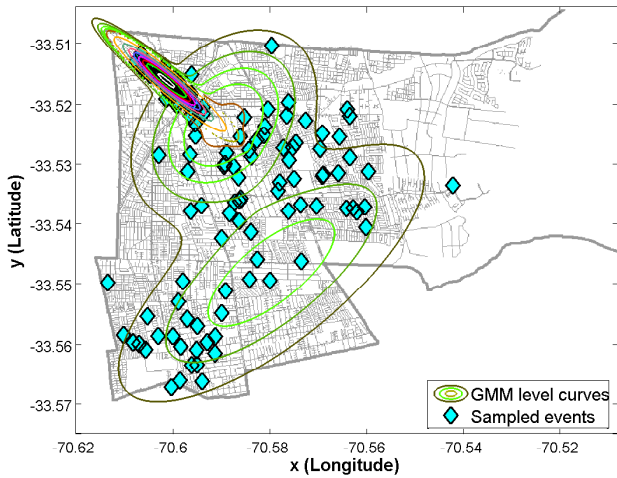 -33.51
-33.52
-33.53
-33.54
-33.55
-33.56
-33.57
y (Latitude)
GMM level curves
Sampled events
-70.62 -70.6 -70.58 -70.56 -70.54 -70.52
x (Longitude)